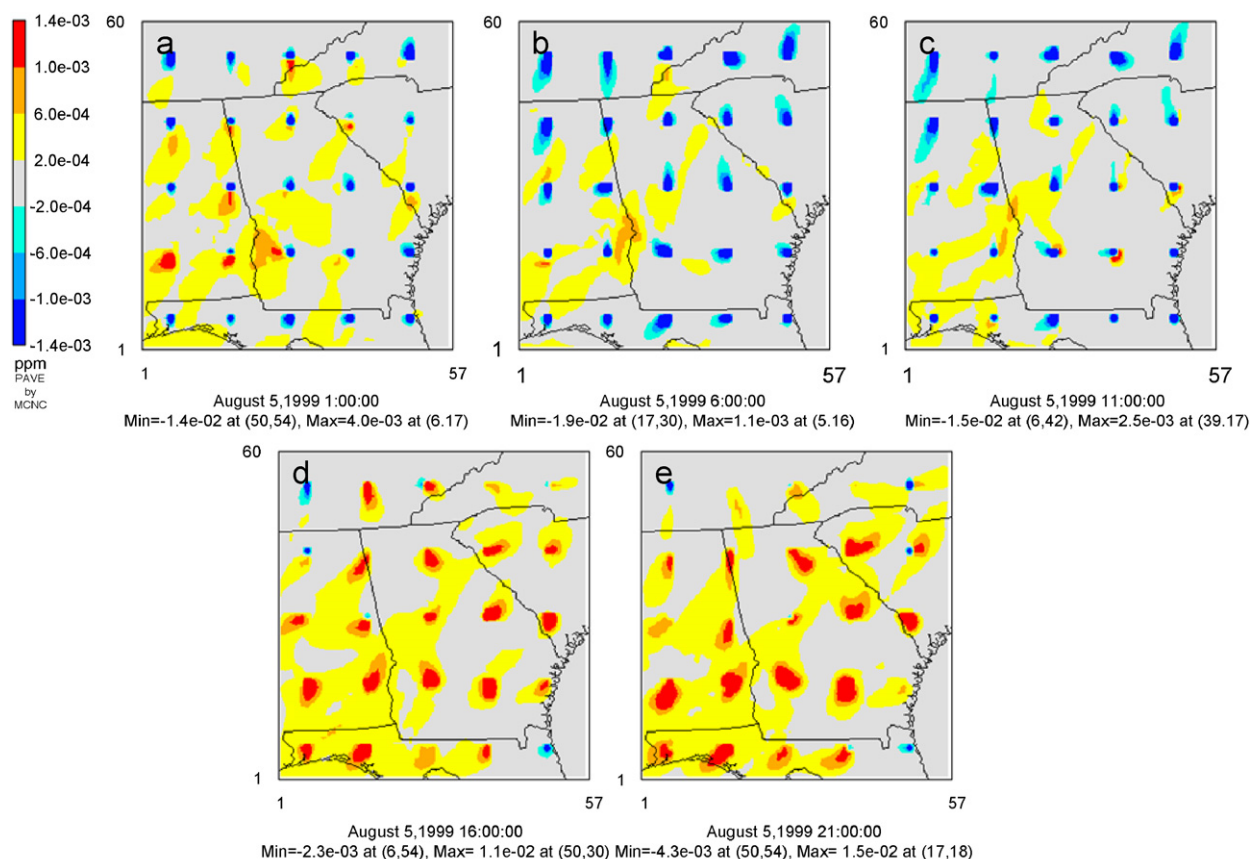 1.4e-03
1.0e-03
6.0e-04
2.0e-04
-2.0e-04
-6.0e-04
-1.0e-03
-1.4e-03
ppm
PAVE
by
MCNC
60
a
1
1
57
August 5,1999 1:00:00
Min=-1.4e-02 at (50,54), Max=4.0e-03 at (6.17)
60
b
1
1
57
August 5,1999 6:00:00
Min=-1.9e-02 at (17,30), Max=1.1e-03 at (5.16)
60
c
1
1
57
August 5,1999 11:00:00
Min=-1.5e-02 at (6,42), Max=2.5e-03 at (39.17)
60
d
1
1
57
August 5,1999 16:00:00
Min=-2.3e-03 at (6,54), Max= 1.1e-02 at (50,30)
60
e
1
1
57
August 5,1999 21:00:00
Min=-4.3e-03 at (50,54), Max= 1.5e-02 at (17,18)